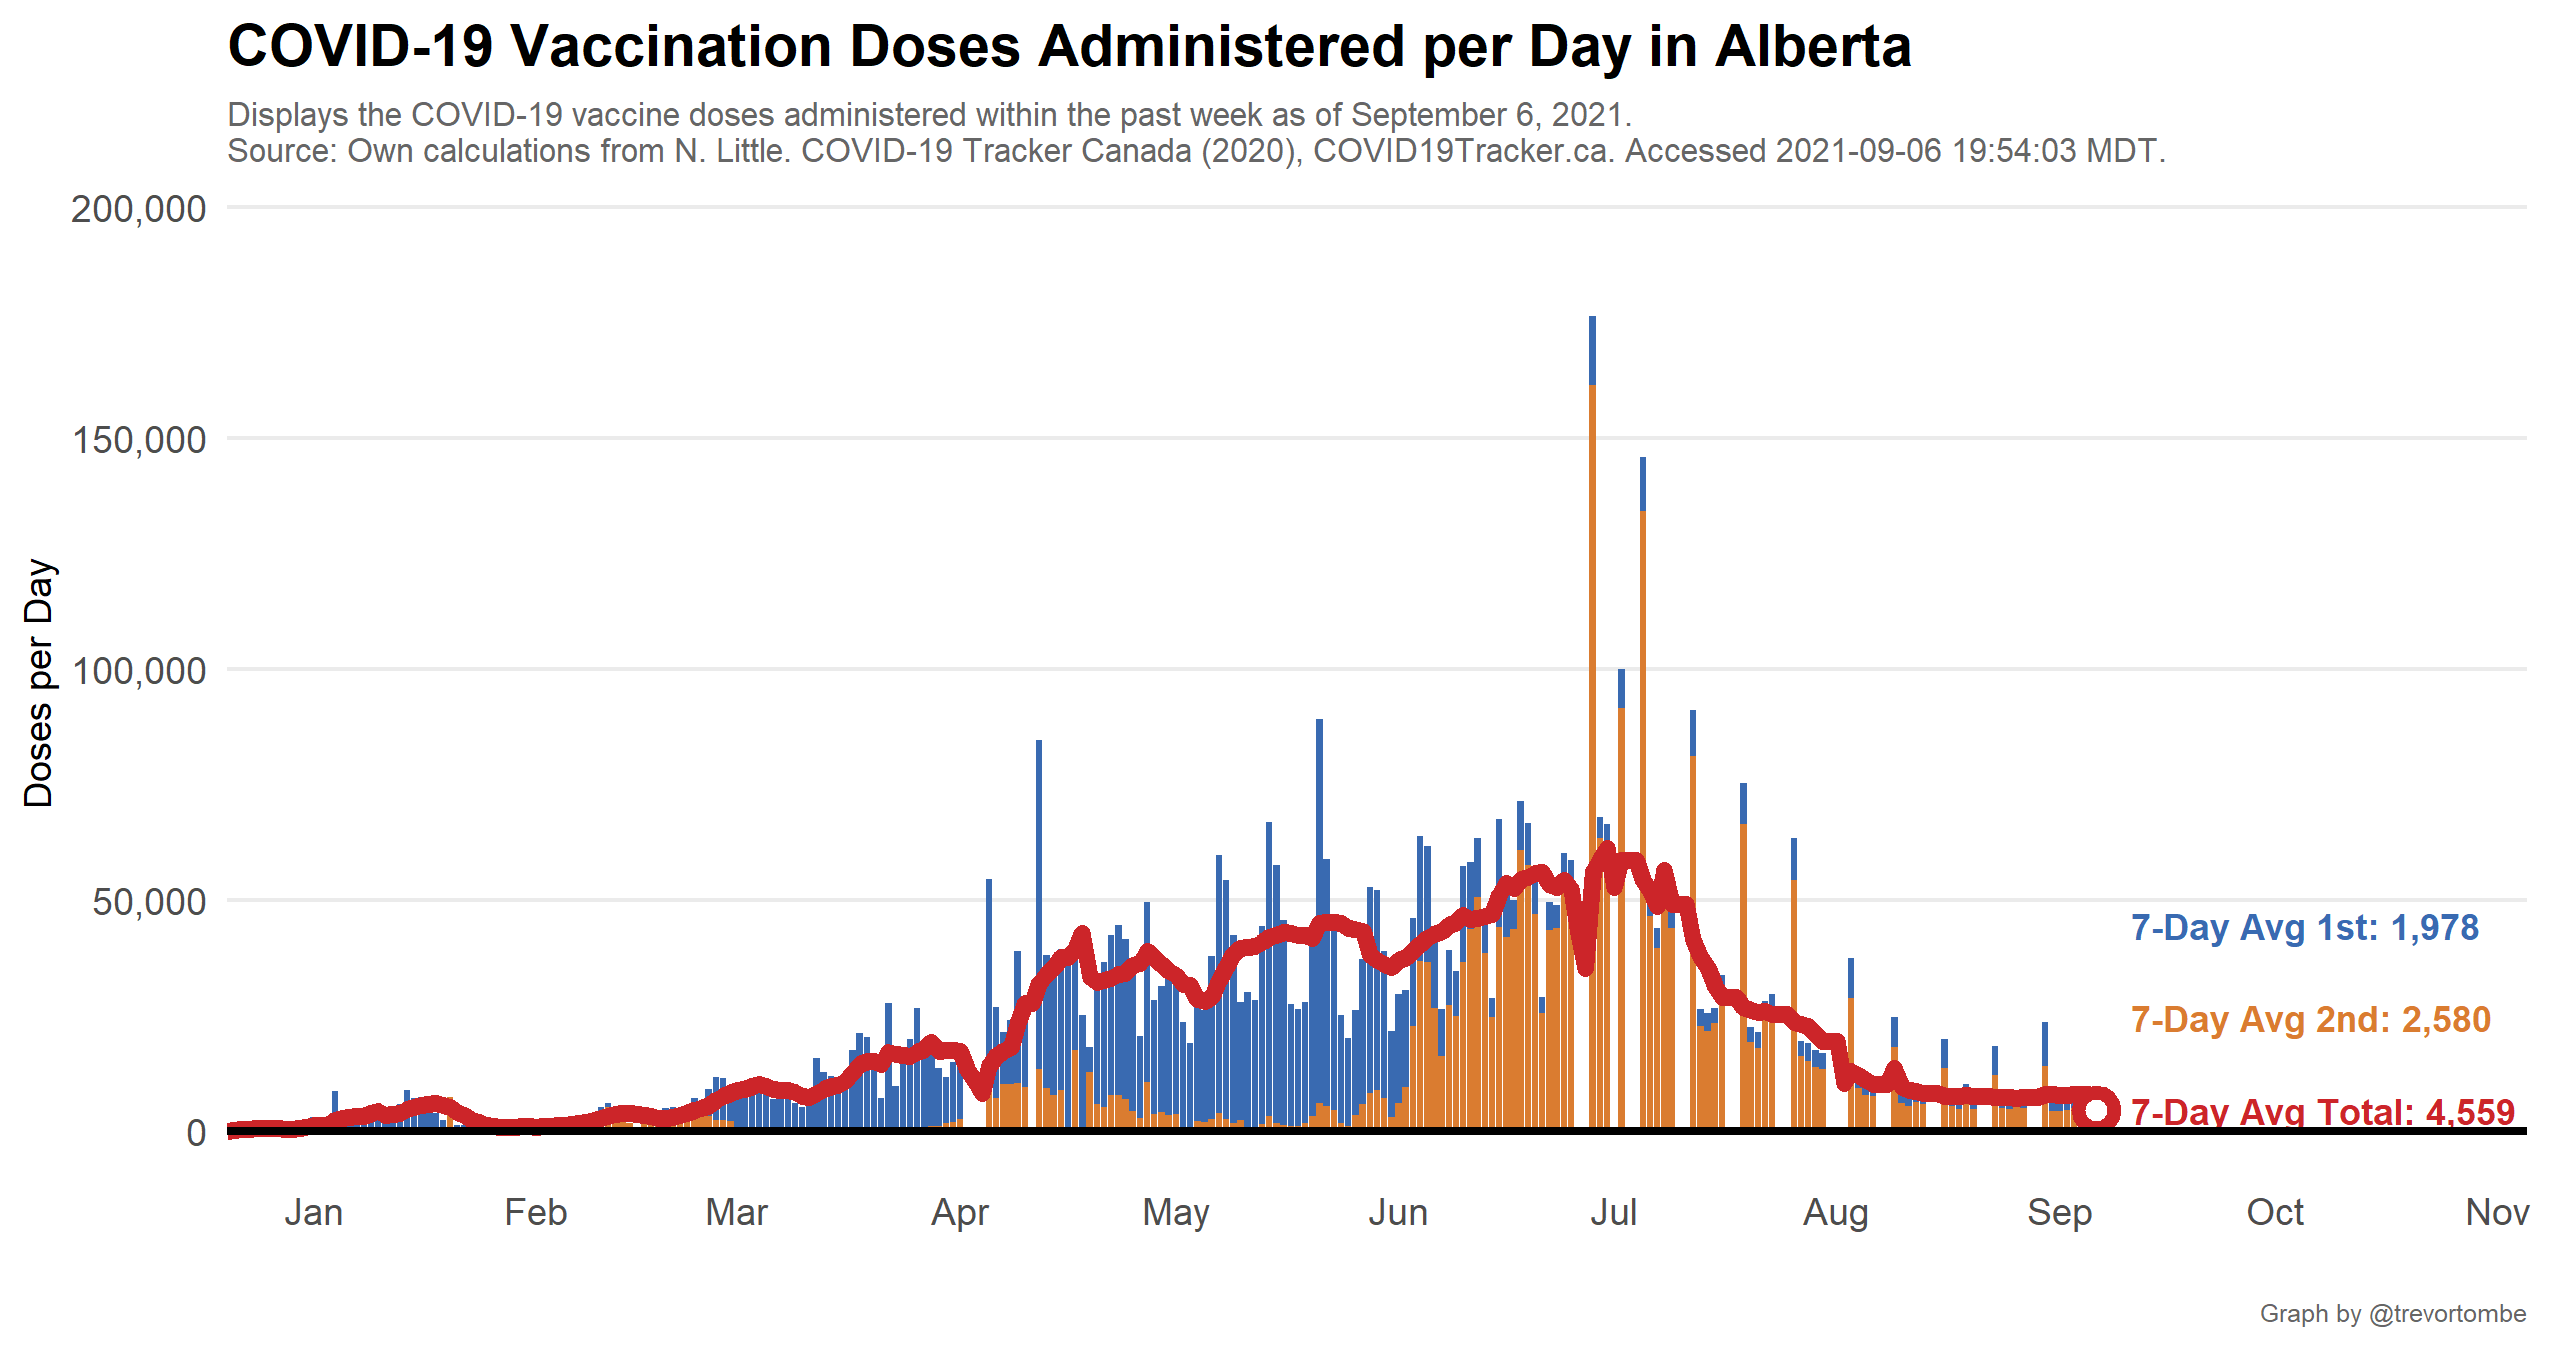 COVID-19 Vaccination Doses Administered per Day in Alberta
Displays the COVID-19 vaccine doses administered within the past week as of September 6, 2021.
Source: Own calculations from N. Little. COVID-19 Tracker Canada (2020), COVID19Tracker.ca. Accessed 2021-09-06 19:54:03 MDT.
200,000
150,000
100,000
50,000
0
Doses per Day
7-Day Avg 1st: 1,978
7-Day Avg 2nd: 2,580
7-Day Avg Total: 4,559
Jan Feb Mar Apr May Jun Jul Aug Sep Oct Nov
Graph by @trevortombe